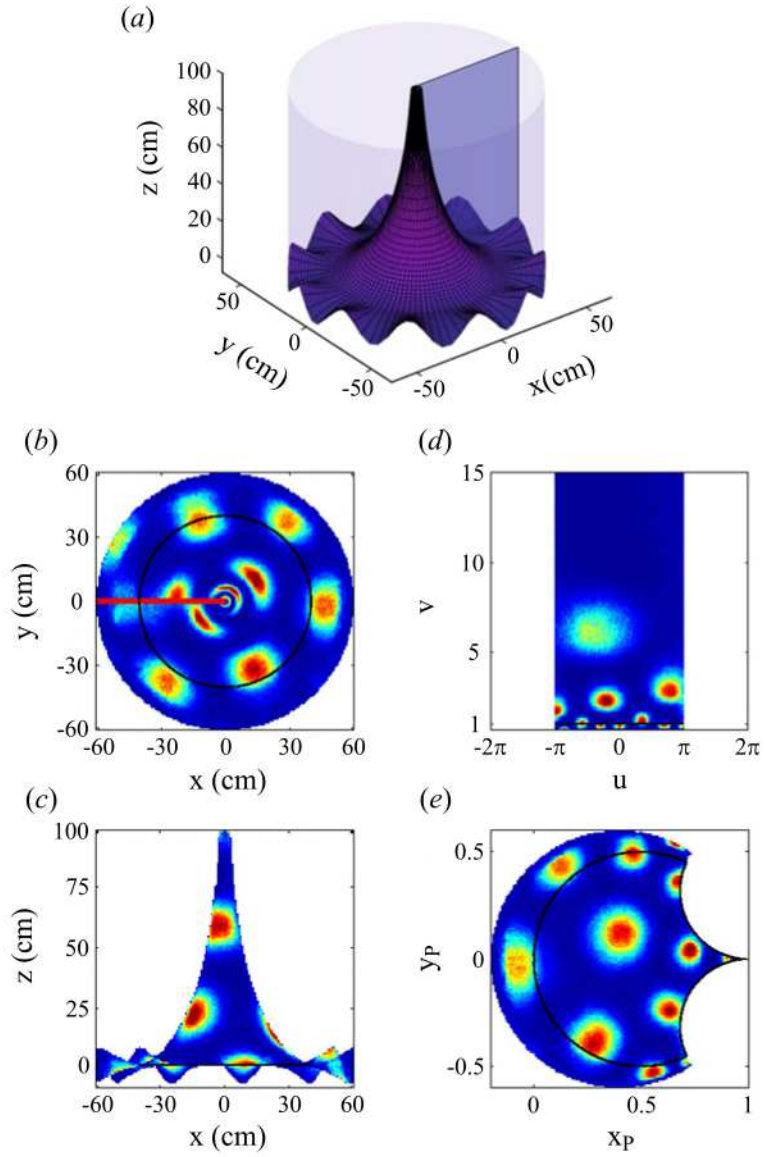 (a)
100
80
60
40
20
0
z (cm)
50
0
-50
y (cm)
-50
0
50
x(cm)
(b)
60
30
0
-30
-60
y (cm)
-60 -30 0 30 60
x (cm)
(d)
15
10
5
1
v
-2π -π 0 π 2π
u
(c)
100
75
50
25
0
z (cm)
-60 -30 0 30 60
x (cm)
(e)
0.5
0
-0.5
yP
0 0.5 1
xP